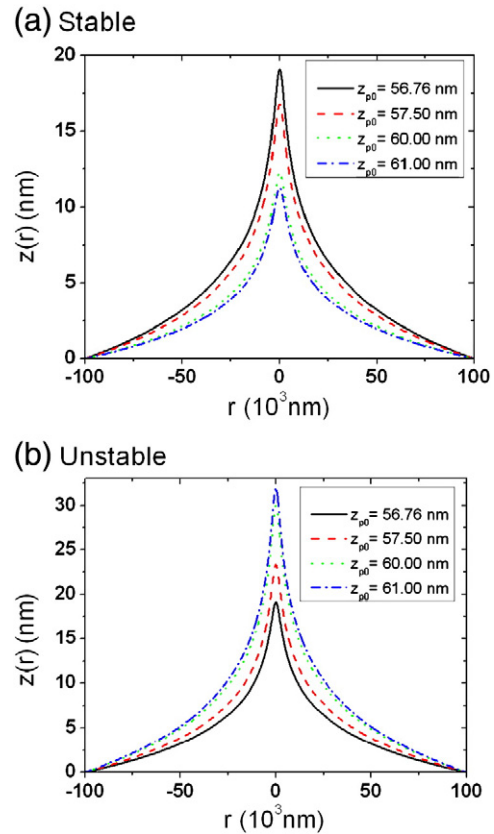 (a) Stable
20
15
10
5
0
z(r) (nm)
z_p0= 56.76 nm
z_p0= 57.50 nm
z_p0= 60.00 nm
z_p0= 61.00 nm
-100 -50 0 50 100
r (10³nm)
(b) Unstable
30
25
20
15
10
5
0
z(r) (nm)
z_p0= 56.76 nm
z_p0= 57.50 nm
z_p0= 60.00 nm
z_p0= 61.00 nm
-100 -50 0 50 100
r (10³nm)